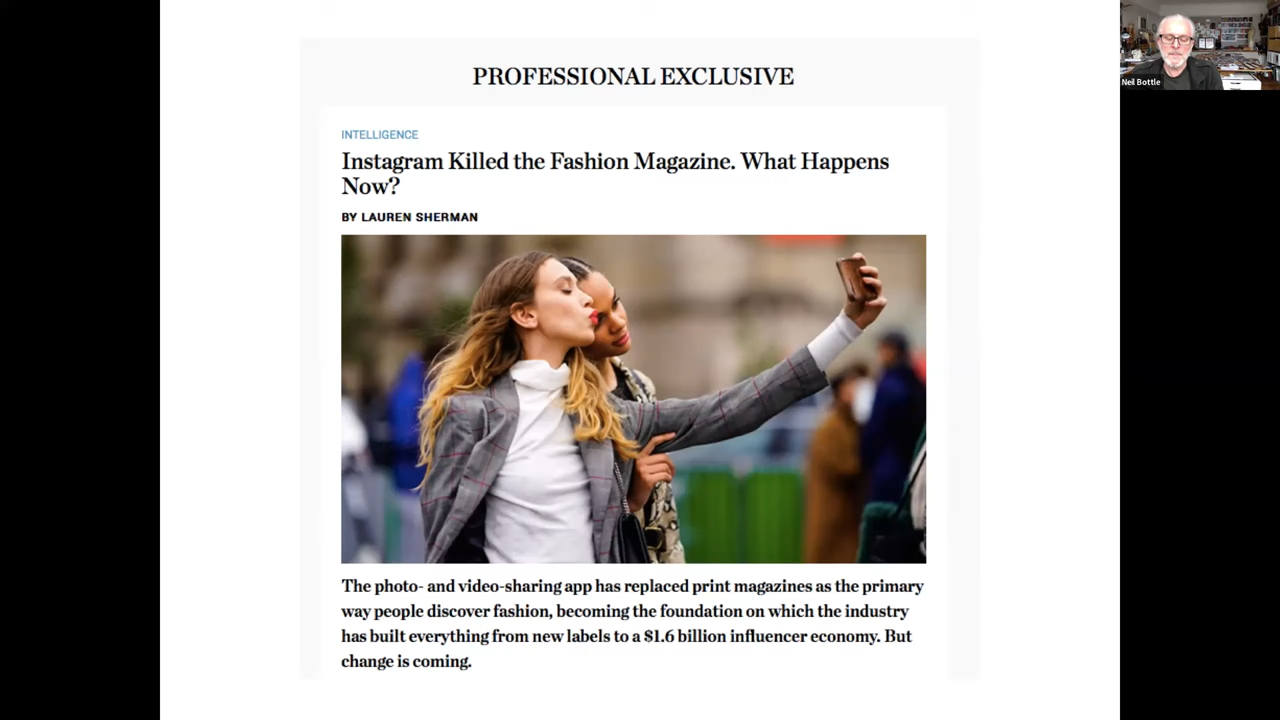 PROFESSIONAL EXCLUSIVE
INTELLIGENCE
Instagram Killed the Fashion Magazine. What Happens
Now?
BY LAUREN SHERMAN
The photo- and video-sharing app has replaced print magazines as the primary
way people discover fashion, becoming the foundation on which the industry
has built everything from new labels to a $1.6 billion influencer economy. But
change is coming.
Neil Bottle